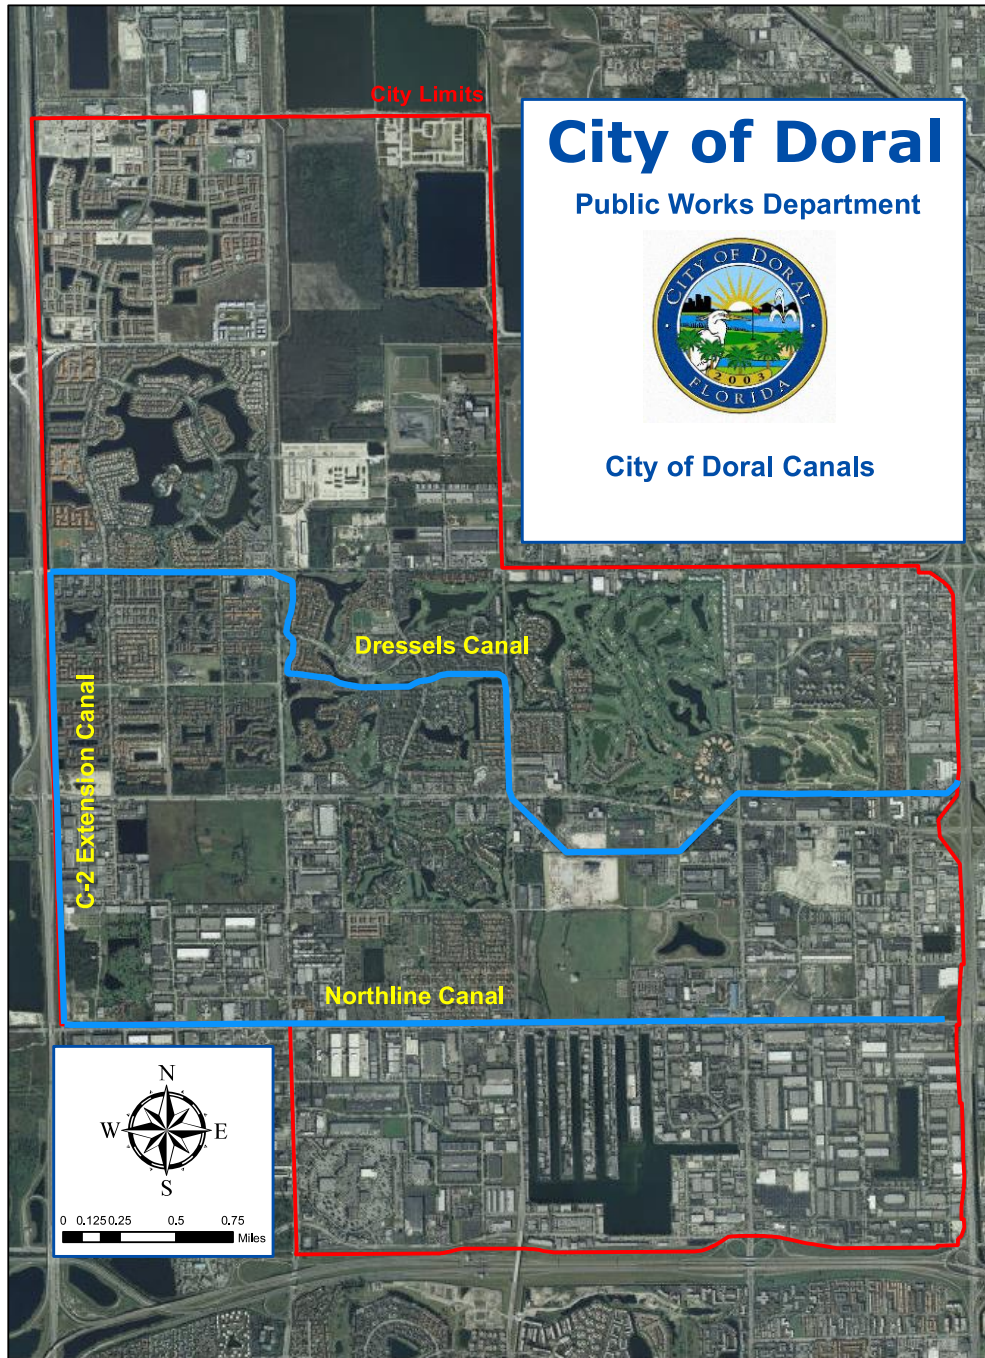 City Limits
City of Doral
Public Works Department
CITY OF DORAL
2003
FLORIDA
City of Doral Canals
Dressels Canal
C-2 Extension Canal
Northline Canal
N
W E
S
0 0.125 0.25 0.5 0.75
Miles